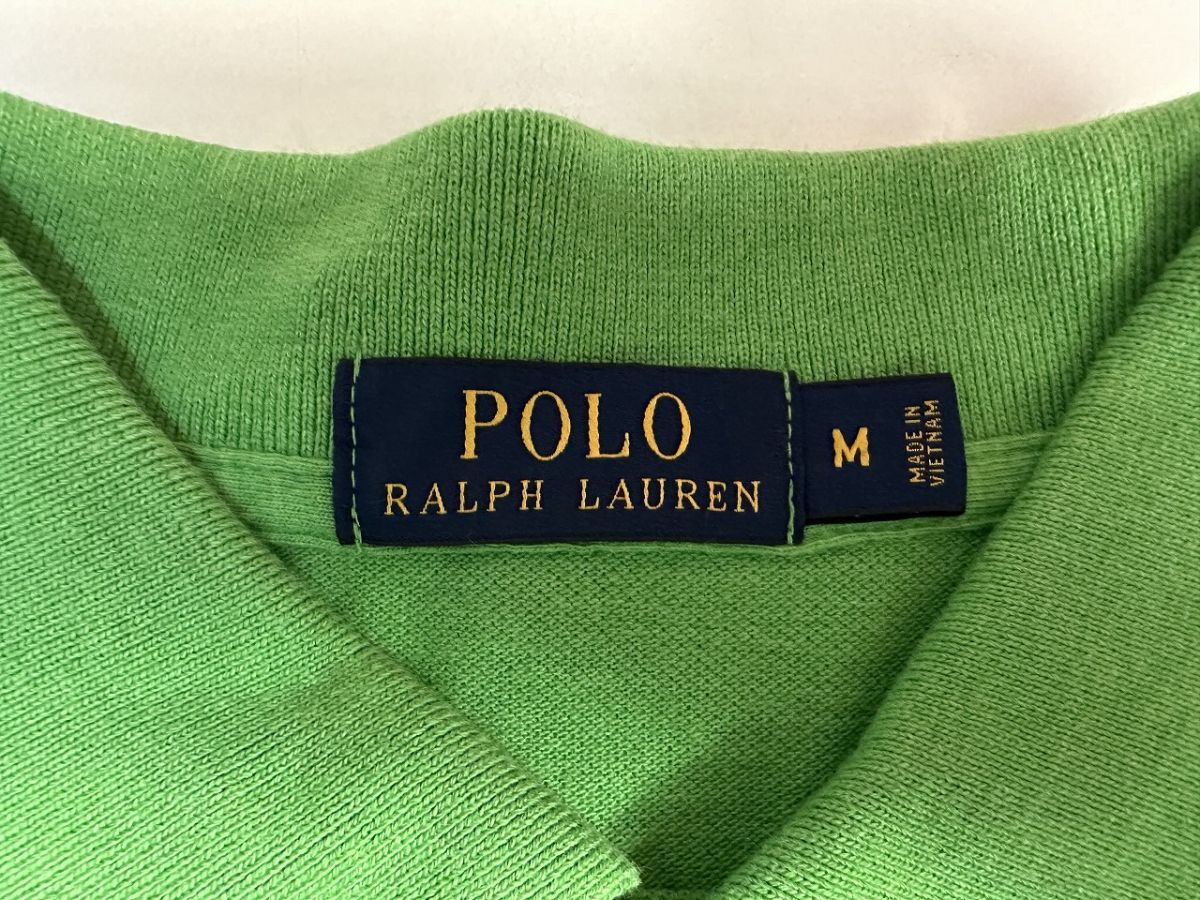 POLO
RALPH LAUREN
M
MADE IN
VIETNAM